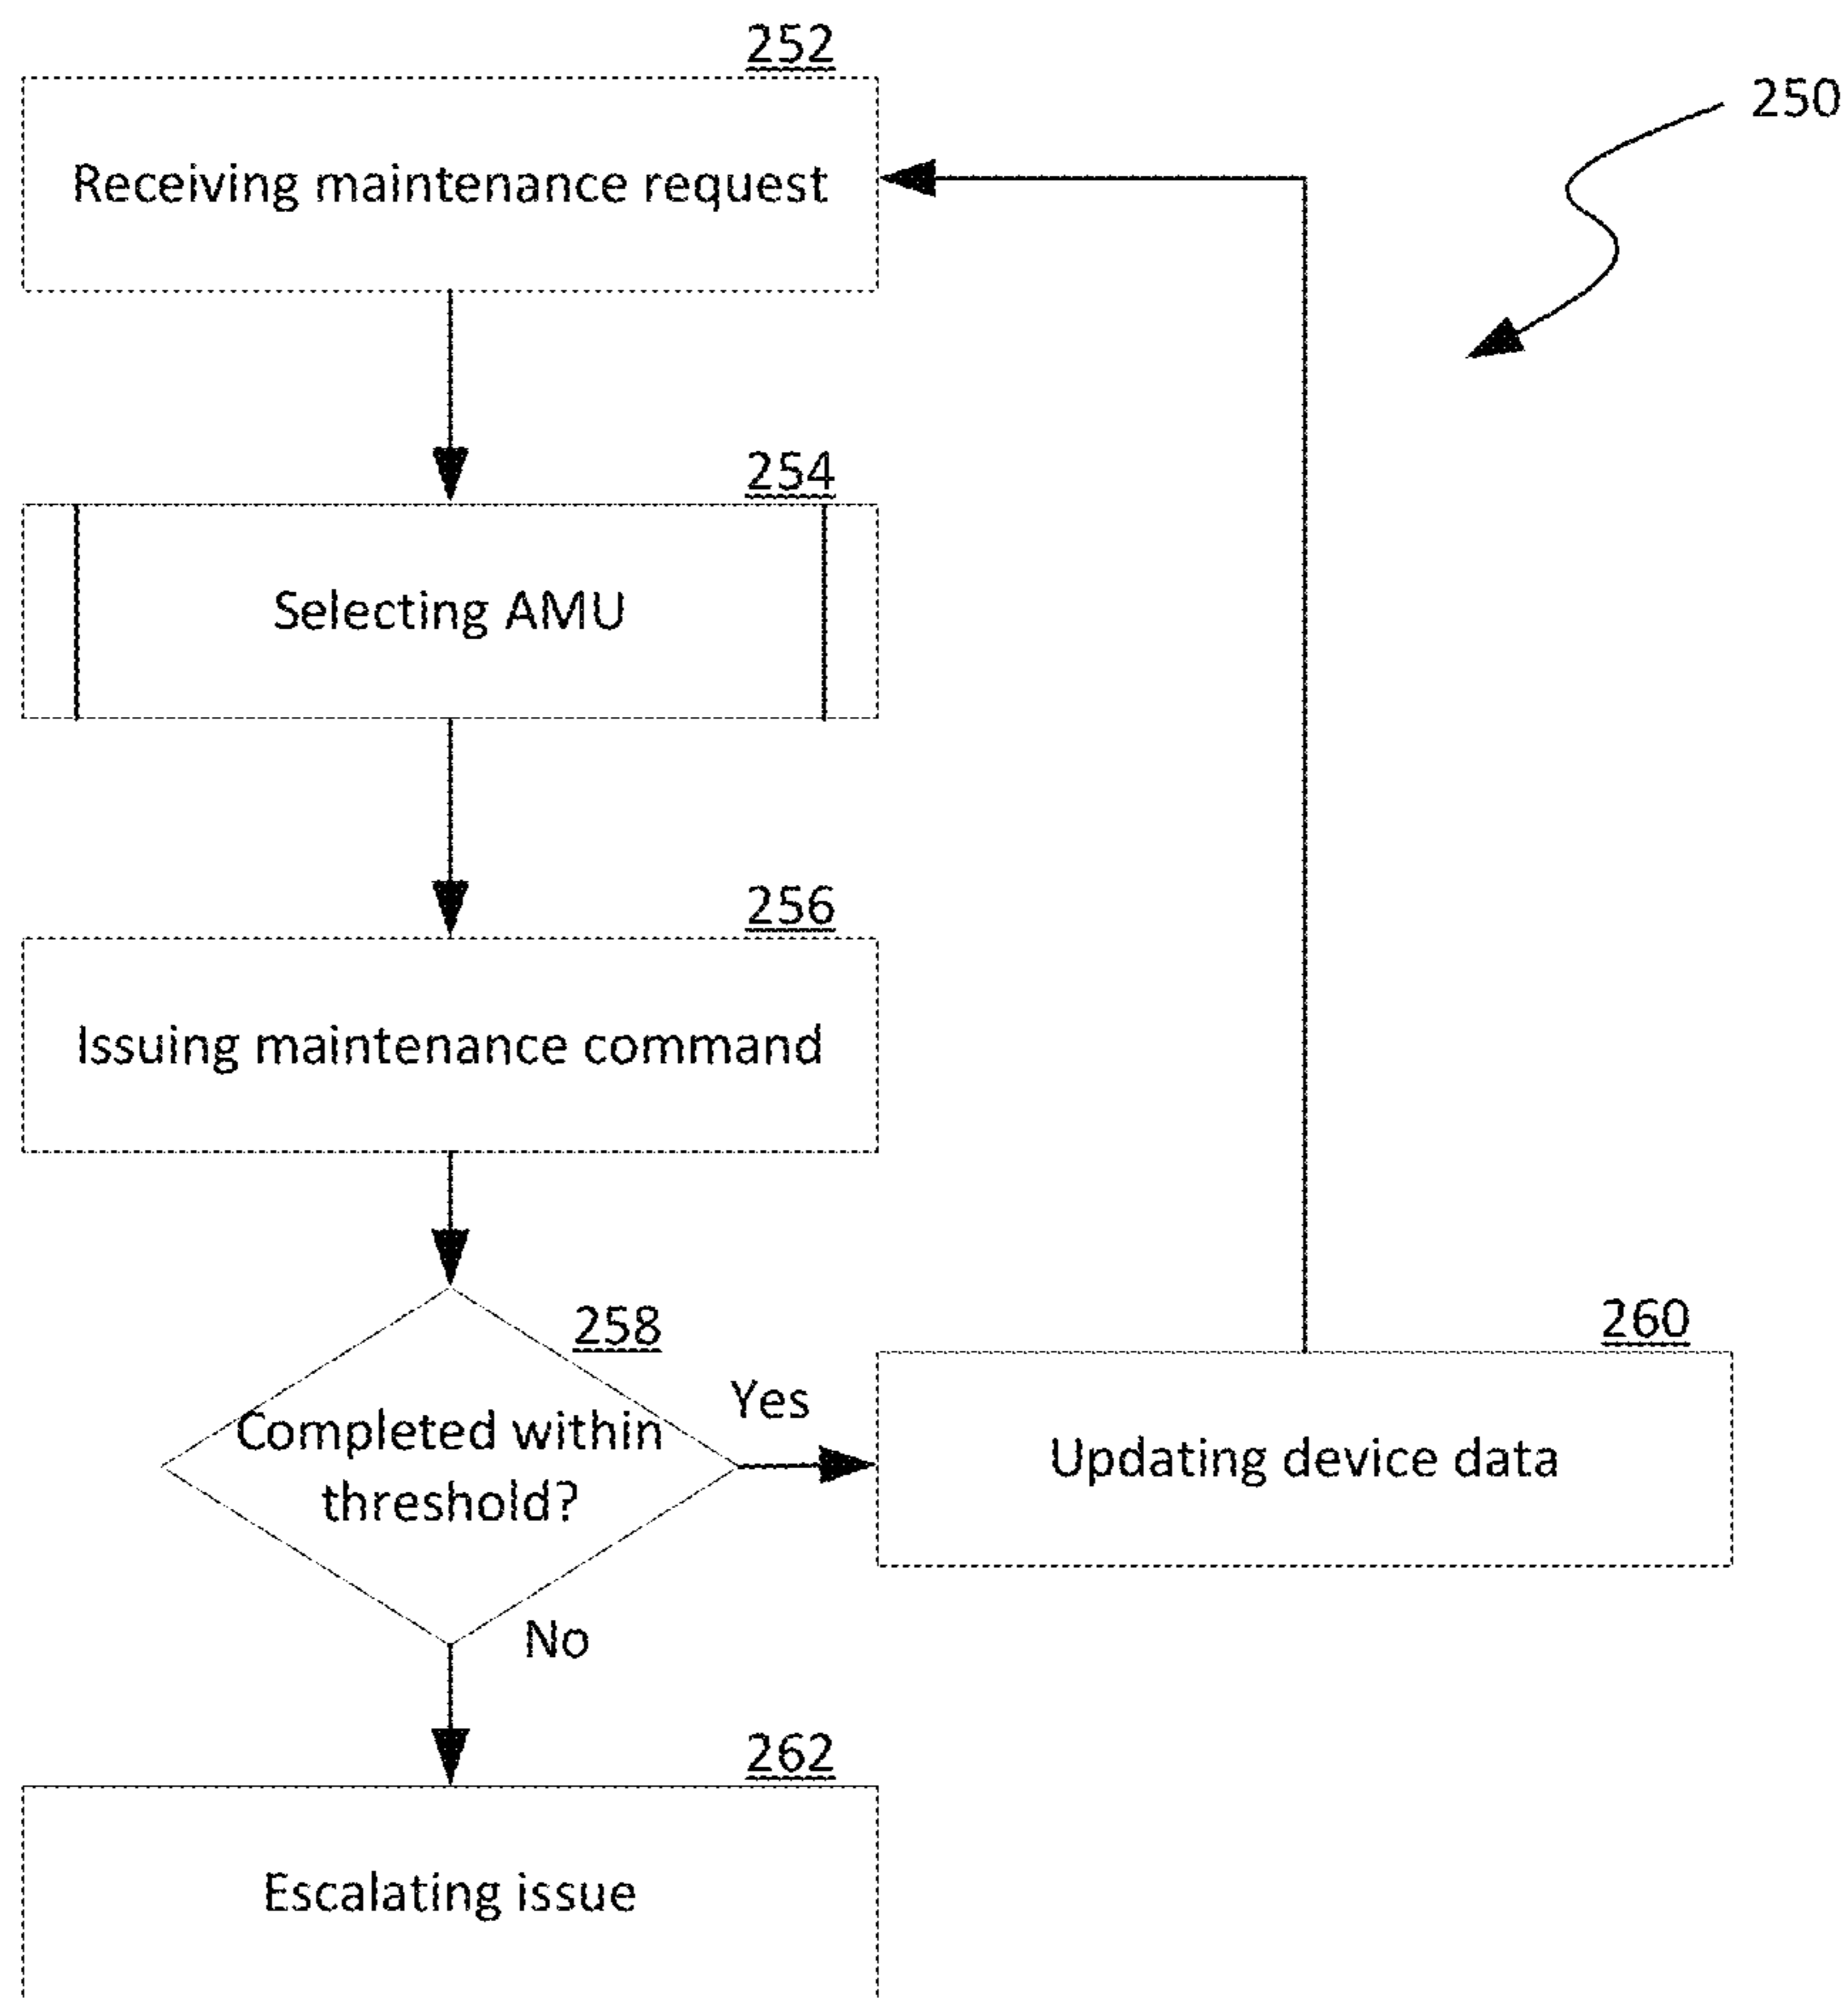 252
250
Receiving maintenance request
254
Selecting AMU
256
Issuing maintenance command
258
Completed within
threshold?
Yes
260
Updating device data
No
262
Escalating issue